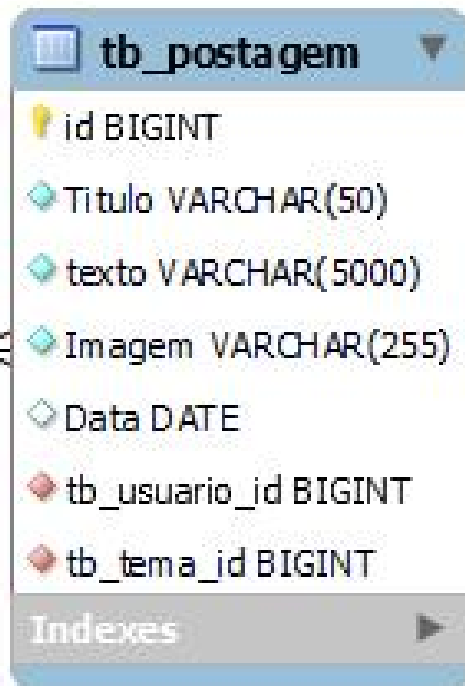 tb_postagem
id BIGINT
Titulo VARCHAR(50)
texto VARCHAR(5000)
Imagem VARCHAR(255)
Data DATE
tb_usuario_id BIGINT
tb_tema_id BIGINT
Indexes